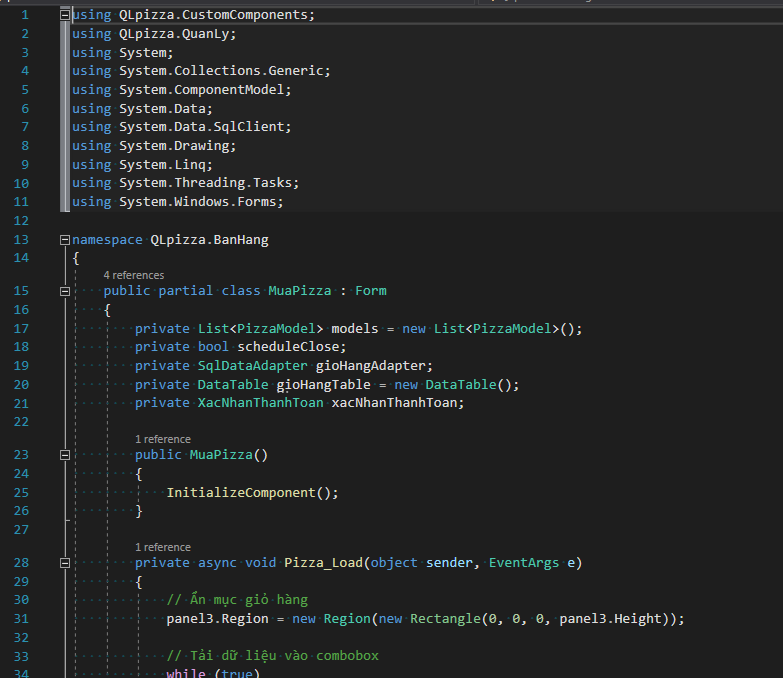 1 using QLpizza.CustomComponents;
2 using QLpizza.QuanLy;
3 using System;
4 using System.Collections.Generic;
5 using System.ComponentModel;
6 using System.Data;
7 using System.Data.SqlClient;
8 using System.Drawing;
9 using System.Linq;
10 using System.Threading.Tasks;
11 using System.Windows.Forms;
12
13 namespace QLpizza.BanHang
14 {
4 references
15 public partial class MuaPizza : Form
16 {
17 private List<PizzaModel> models = new List<PizzaModel>();
18 private bool scheduleClose;
19 private SqlDataAdapter gioHangAdapter;
20 private DataTable gịoHangTable = new DataTable();
21 private XacNhanThanhToan xacNhanThanhToan;
22
1 reference
23 public MuaPizza()
24 {
25 InitializeComponent();
26 }
27
1 reference
28 private async void Pizza_Load(object sender, EventArgs e)
29 {
30 // Ẩn mục giỏ hàng
31 panel3.Region = new Region(new Rectangle(0, 0, 0, panel3.Height));
32
33 // Tải dữ liệu vào combobox
34 while (true)